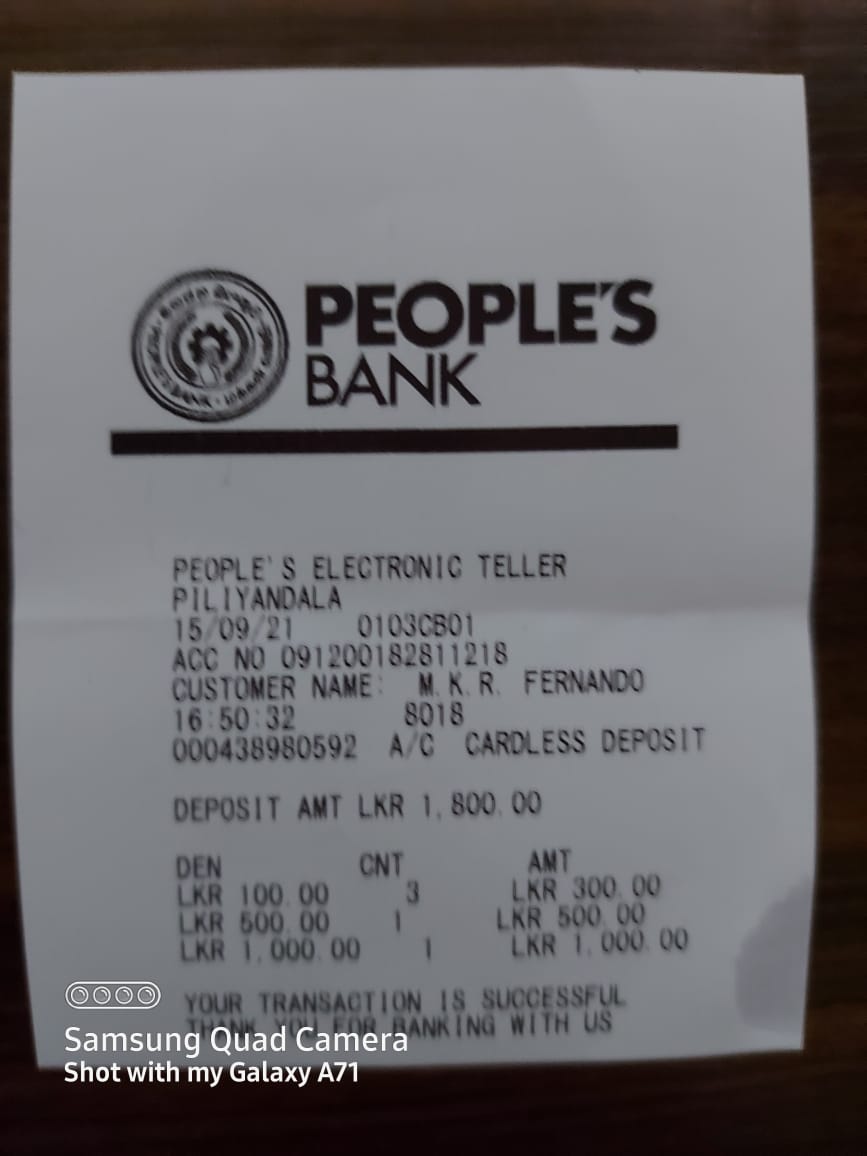 PEOPLE'S
BANK
PEOPLE'S ELECTRONIC TELLER
PILIYANDALA
15/09/21 0103CB01
ACC NO 091200182811218
CUSTOMER NAME: M.K.R. FERNANDO
16:50:32 8018
000438980592 A/C CARDLESS DEPOSIT
DEPOSIT AMT LKR 1,800.00
DEN CNT AMT
LKR 100.00 3 LKR 300.00
LKR 500.00 1 LKR 500.00
LKR 1,000.00 1 LKR 1,000.00
YOUR TRANSACTION IS SUCCESSFUL
THANK YOU FOR BANKING WITH US
Samsung Quad Camera
Shot with my Galaxy A71